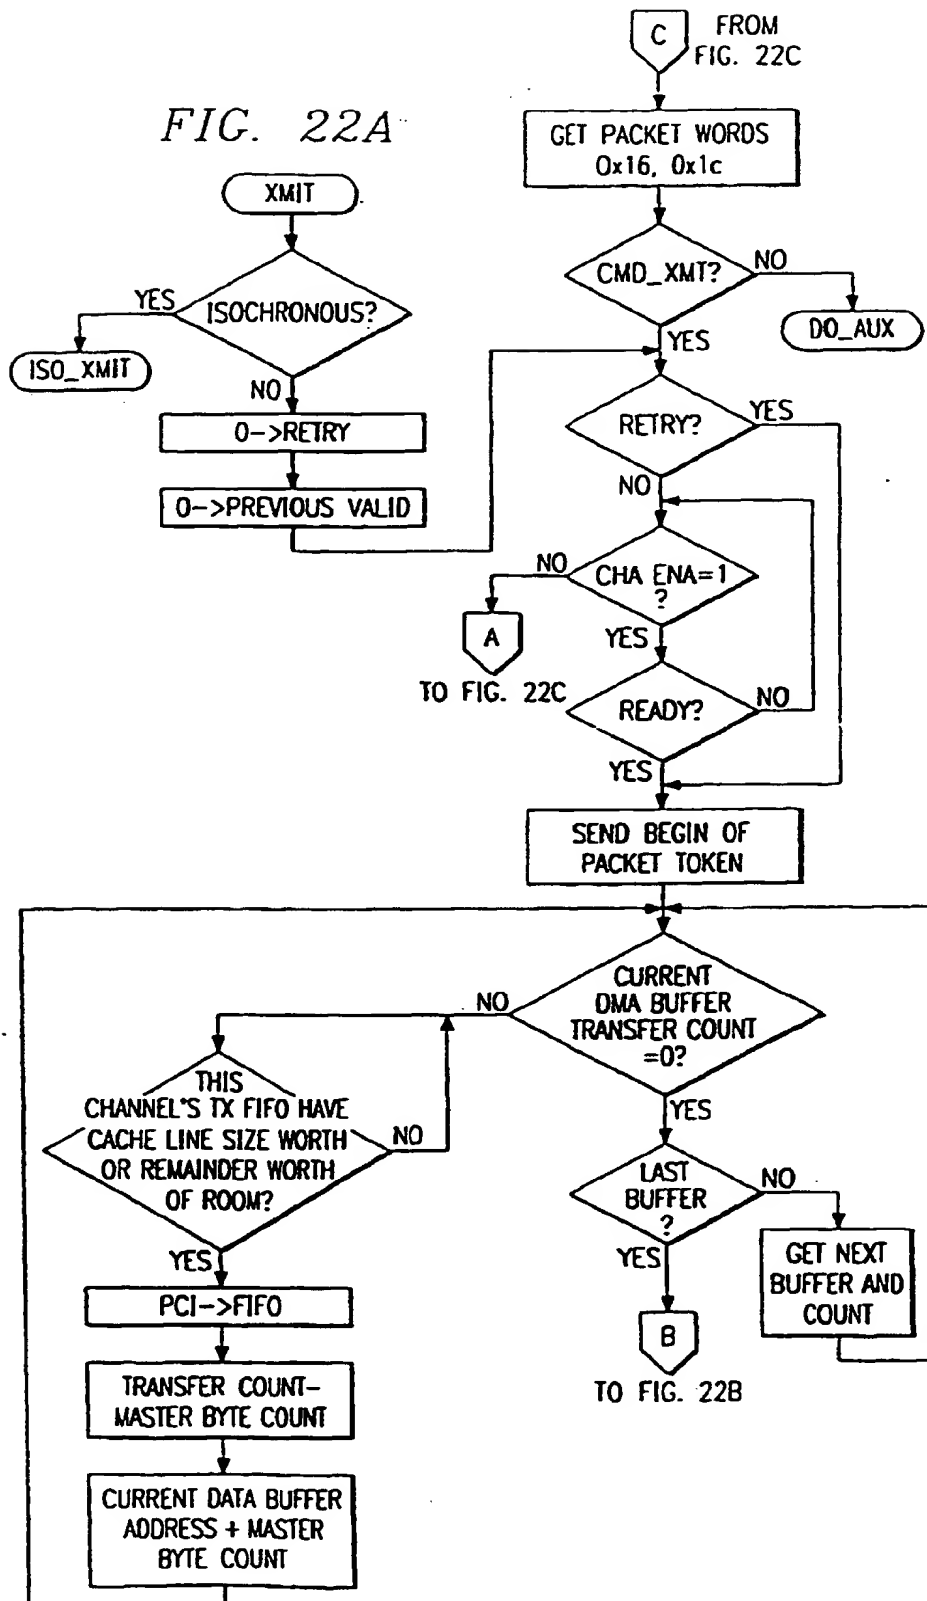 C
FROM
FIG. 22C
FIG. 22A
GET PACKET WORDS
0x16, 0x1c
XMIT
CMD_XMT?
NO
DO_AUX
YES
ISOCHRONOUS?
YES
ISO_XMIT
NO
0->RETRY
0->PREVIOUS VALID
RETRY?
YES
NO
CHA ENA=1
?
NO
A
TO FIG. 22C
YES
READY?
NO
YES
SEND BEGIN OF
PACKET TOKEN
CURRENT
DMA BUFFER
TRANSFER COUNT
=0?
NO
YES
THIS
CHANNEL'S TX FIFO HAVE
CACHE LINE SIZE WORTH
OR REMAINDER WORTH
OF ROOM?
NO
YES
LAST
BUFFER
?
NO
YES
GET NEXT
BUFFER AND
COUNT
B
TO FIG. 22B
PCI->FIFO
TRANSFER COUNT-
MASTER BYTE COUNT
CURRENT DATA BUFFER
ADDRESS + MASTER
BYTE COUNT